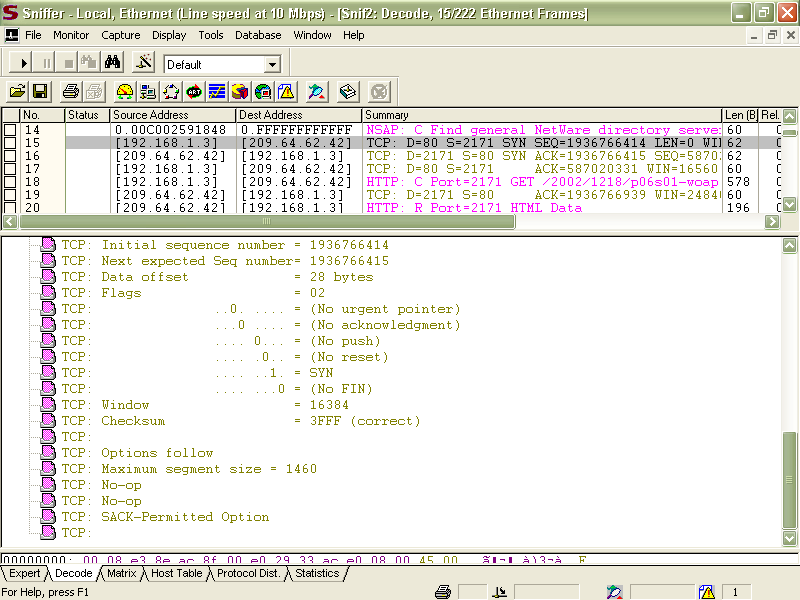 Sniffer - Local, Ethernet (Line speed at 10 Mbps) - [Snif2: Decode, 15/222 Ethernet Frames]
File Monitor Capture Display Tools Database Window Help
Default
No. Status Source Address Dest Address Summary Len (B Rel.
14 0.00C002591848 0.FFFFFFFFFFFF NSAP: C Find general NetWare directory serve 60 0
15 [192.168.1.3] [209.64.62.42] TCP: D=80 S=2171 SYN SEQ=1936766414 LEN=0 WI 62 0
16 [209.64.62.42] [192.168.1.3] TCP: D=2171 S=80 SYN ACK=1936766415 SEQ=5870 62 0
17 [192.168.1.3] [209.64.62.42] TCP: D=80 S=2171 ACK=587020331 WIN=16560 60 0
18 [192.168.1.3] [209.64.62.42] HTTP: C Port=2171 GET /2002/1218/p06s01-woap 578 0
19 [209.64.62.42] [192.168.1.3] TCP: D=2171 S=80 ACK=1936766939 WIN=2484 60 0
20 [209.64.62.42] [192.168.1.3] HTTP: R Port=2171 HTML Data 196 0
TCP: Initial sequence number = 1936766414
TCP: Next expected Seq number= 1936766415
TCP: Data offset = 28 bytes
TCP: Flags = 02
TCP: ..0. .... = (No urgent pointer)
TCP: ...0 .... = (No acknowledgment)
TCP: .... 0... = (No push)
TCP: .... .0.. = (No reset)
TCP: .... ..1. = SYN
TCP: .... ...0 = (No FIN)
TCP: Window = 16384
TCP: Checksum = 3FFF (correct)
TCP:
TCP: Options follow
TCP: Maximum segment size = 1460
TCP: No-op
TCP: No-op
TCP: SACK-Permitted Option
TCP:
00000000: 00 08 e3 8e ac 8f 00 e0 29 33 ac e0 08 00 45 00
Expert Decode Matrix Host Table Protocol Dist. Statistics
For Help, press F1 1